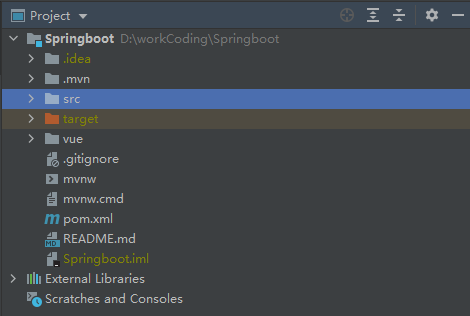 Project
Springboot D:\workCoding\Springboot
.idea
.mvn
src
target
vue
.gitignore
mvnw
mvnw.cmd
pom.xml
README.md
Springboot.iml
External Libraries
Scratches and Consoles